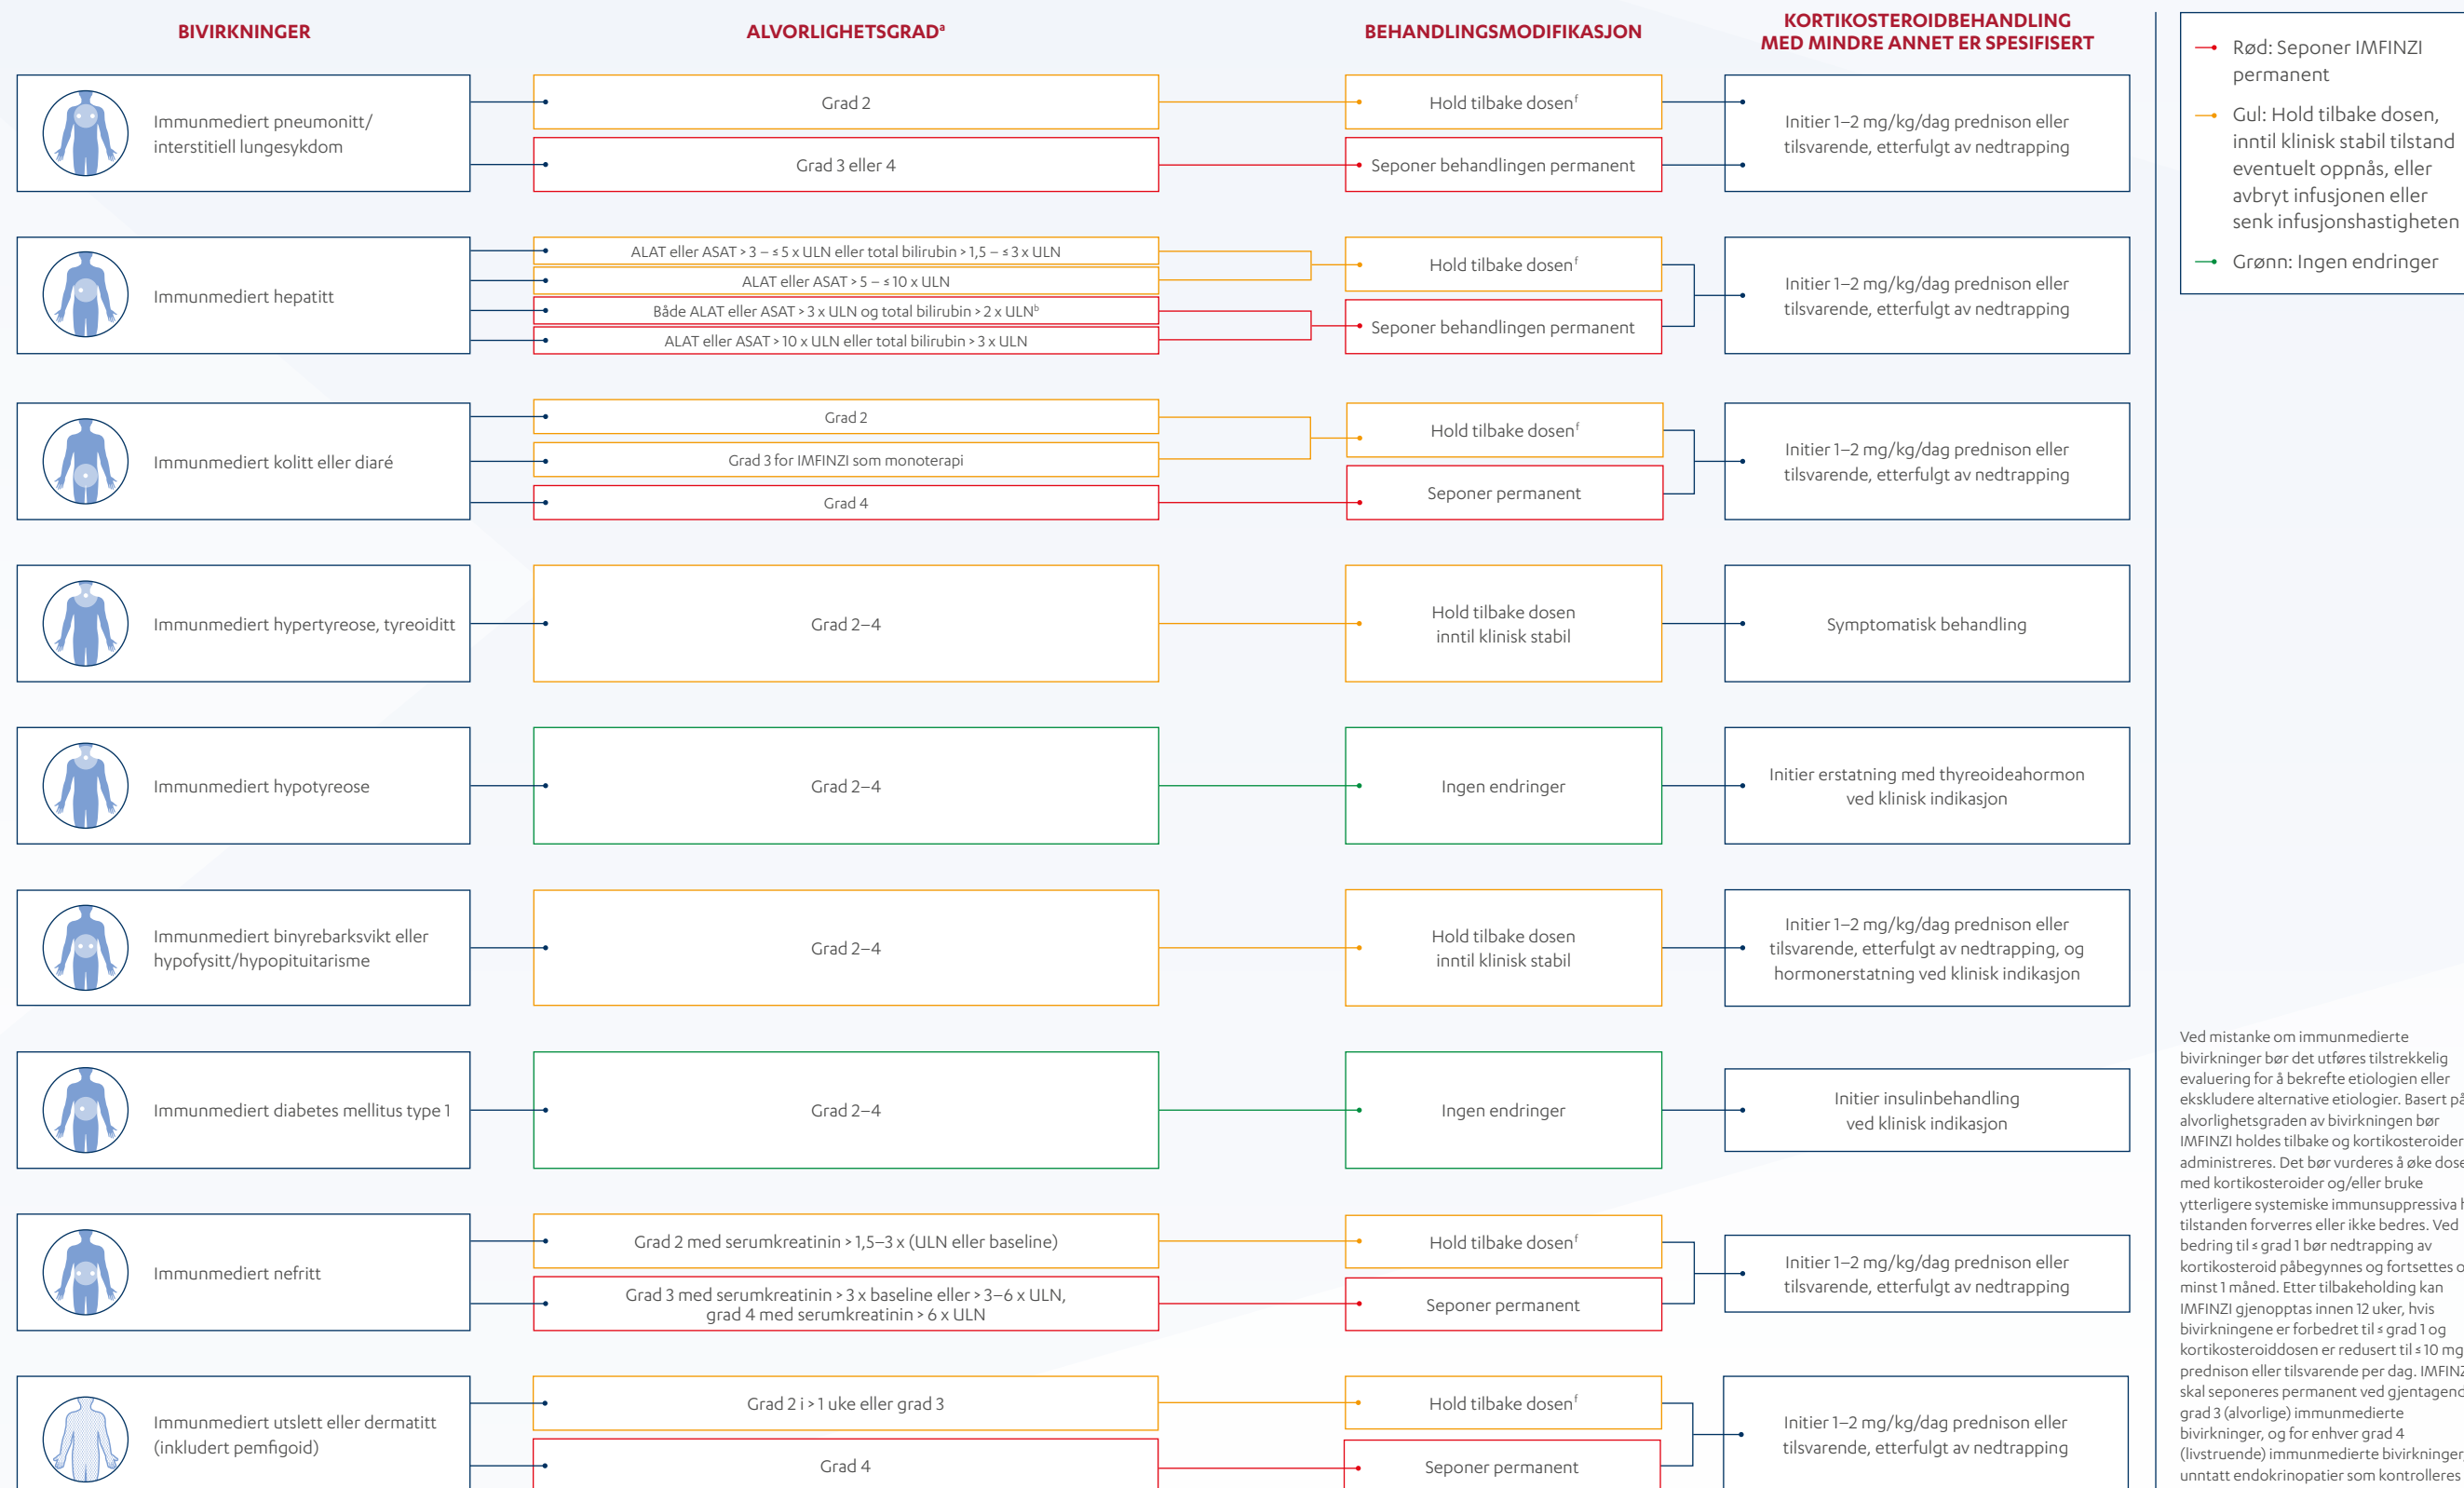 BIVIRKNINGER
ALVORLIGHETSGRADᵃ
BEHANDLINGSMODIFIKASJON
KORTIKOSTEROIDBEHANDLING
MED MINDRE ANNET ER SPESIFISERT
Immunmediert pneumonitt/
interstitiell lungesykdom
Grad 2
Grad 3 eller 4
Hold tilbake dosenᶠ
Seponer behandlingen permanent
Initier 1–2 mg/kg/dag prednison eller
tilsvarende, etterfulgt av nedtrapping
Immunmediert hepatitt
ALAT eller ASAT > 3 – ≤ 5 x ULN eller total bilirubin > 1,5 – ≤ 3 x ULN
ALAT eller ASAT > 5 – ≤ 10 x ULN
Både ALAT eller ASAT > 3 x ULN og total bilirubin > 2 x ULNᵇ
ALAT eller ASAT > 10 x ULN eller total bilirubin > 3 x ULN
Hold tilbake dosenᶠ
Seponer behandlingen permanent
Initier 1–2 mg/kg/dag prednison eller
tilsvarende, etterfulgt av nedtrapping
Immunmediert kolitt eller diaré
Grad 2
Grad 3 for IMFINZI som monoterapi
Grad 4
Hold tilbake dosenᶠ
Seponer permanent
Initier 1–2 mg/kg/dag prednison eller
tilsvarende, etterfulgt av nedtrapping
Immunmediert hypertyreose, tyreoiditt
Grad 2–4
Hold tilbake dosen
inntil klinisk stabil
Symptomatisk behandling
Immunmediert hypotyreose
Grad 2–4
Ingen endringer
Initier erstatning med thyreoideahormon
ved klinisk indikasjon
Immunmediert binyrebarksvikt eller
hypofysitt/hypopituitarisme
Grad 2–4
Hold tilbake dosen
inntil klinisk stabil
Initier 1–2 mg/kg/dag prednison eller
tilsvarende, etterfulgt av nedtrapping, og
hormonerstatning ved klinisk indikasjon
Immunmediert diabetes mellitus type 1
Grad 2–4
Ingen endringer
Initier insulinbehandling
ved klinisk indikasjon
Immunmediert nefritt
Grad 2 med serumkreatinin > 1,5–3 x (ULN eller baseline)
Grad 3 med serumkreatinin > 3 x baseline eller > 3–6 x ULN,
grad 4 med serumkreatinin > 6 x ULN
Hold tilbake dosenᶠ
Seponer permanent
Initier 1–2 mg/kg/dag prednison eller
tilsvarende, etterfulgt av nedtrapping
Immunmediert utslett eller dermatitt
(inkludert pemfigoid)
Grad 2 i > 1 uke eller grad 3
Grad 4
Hold tilbake dosenᶠ
Seponer permanent
Initier 1–2 mg/kg/dag prednison eller
tilsvarende, etterfulgt av nedtrapping
Rød: Seponer IMFINZI
permanent
Gul: Hold tilbake dosen,
inntil klinisk stabil tilstand
eventuelt oppnås, eller
avbryt infusjonen eller
senk infusjonshastigheten
Grønn: Ingen endringer
Ved mistanke om immunmedierte
bivirkninger bør det utføres tilstrekkelig
evaluering for å bekrefte etiologien eller
ekskludere alternative etiologier. Basert på
alvorlighetsgraden av bivirkningen bør
IMFINZI holdes tilbake og kortikosteroider
administreres. Det bør vurderes å øke
med kortikosteroider og/eller bruke
ytterligere systemiske immunsuppressiva
tilstanden forverres eller ikke bedres. Ved
bedring til ≤ grad 1 bør nedtrapping av
kortikosteroid påbegynnes og fortsettes
minst 1 måned. Etter tilbakeholding kan
IMFINZI gjenopptas innen 12 uker, hvis
bivirkningene er forbedret til ≤ grad 1 og
kortikosteroiddosen er redusert til ≤ 10 mg
prednison eller tilsvarende per dag.
skal seponeres permanent ved
grad 3 (alvorlige) immunmedierte
bivirkninger, og for enhver grad 4
(livstruende) immunmedierte bivirkninger
unntatt endokrinopatier som kontrolleres